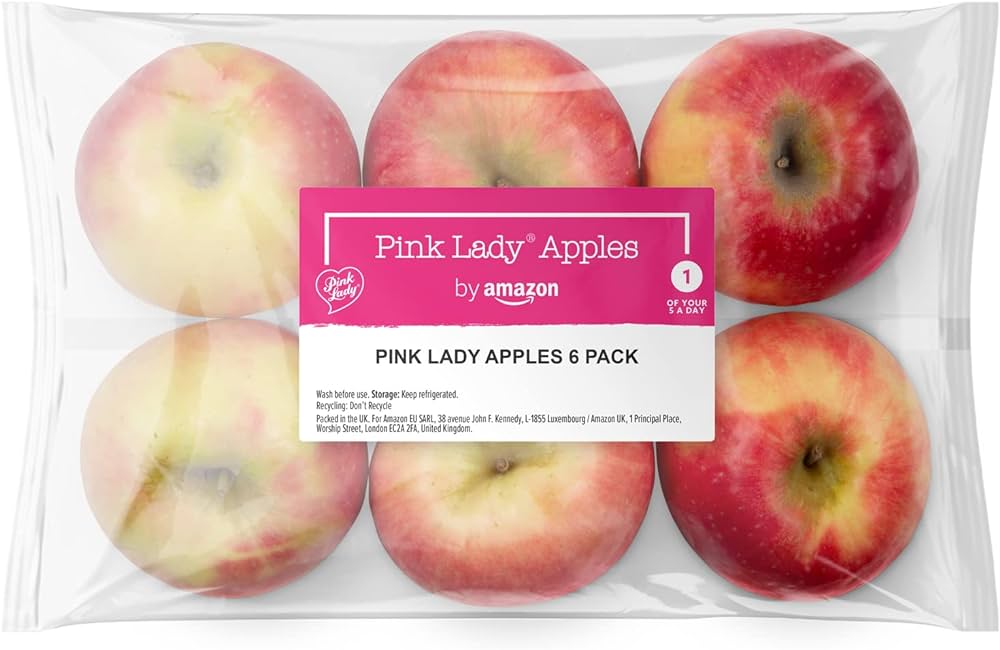 Pink Lady® Apples
by amazon
Pink
Lady®
1
OF YOUR
5 A DAY
PINK LADY APPLES 6 PACK
Wash before use. Storage: Keep refrigerated.
Recycling: Don't Recycle
Packed in the UK. For Amazon EU SARL, 38 avenue John F. Kennedy, L-1855 Luxembourg / Amazon UK, 1 Principal Place,
Worship Street, London EC2A 2FA, United Kingdom.